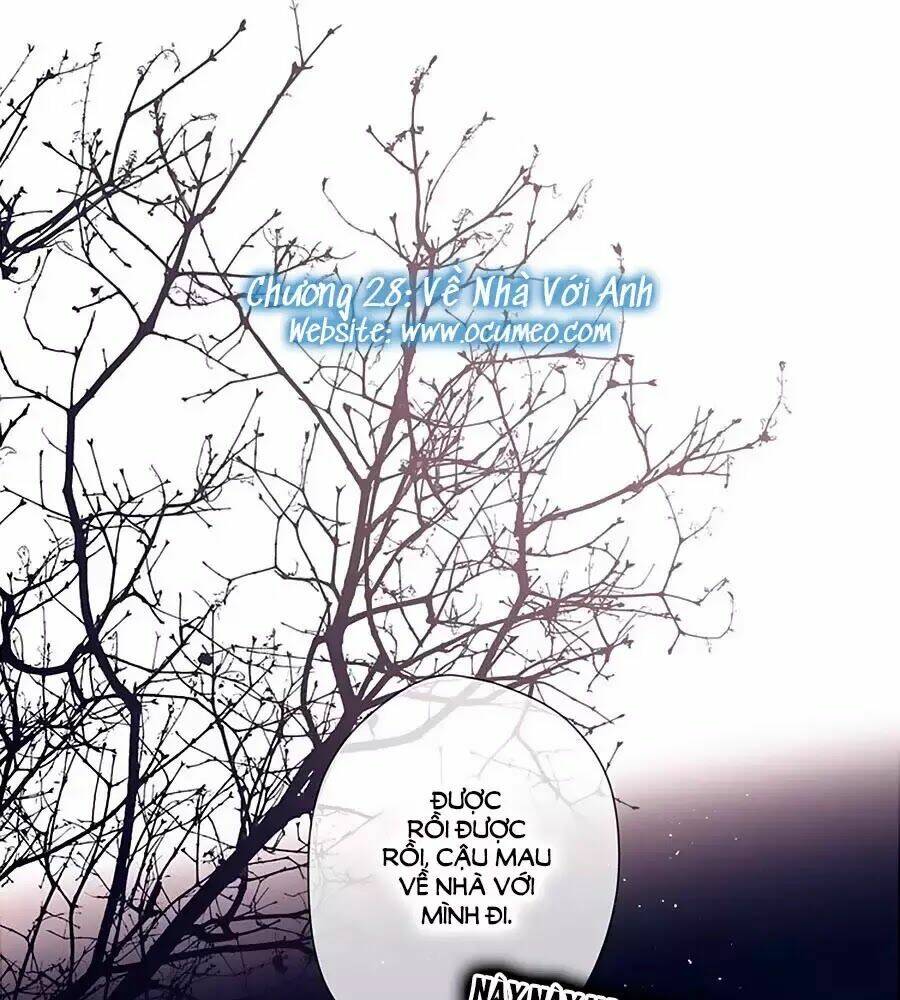 Chương 28: Về Nhà Với Anh
Website: www.ocumeo.com
ĐƯỢC
RỒI ĐƯỢC
RỒI, CẬU MAU
VỀ NHÀ VỚI
MÌNH ĐI.
NÀY NÀY